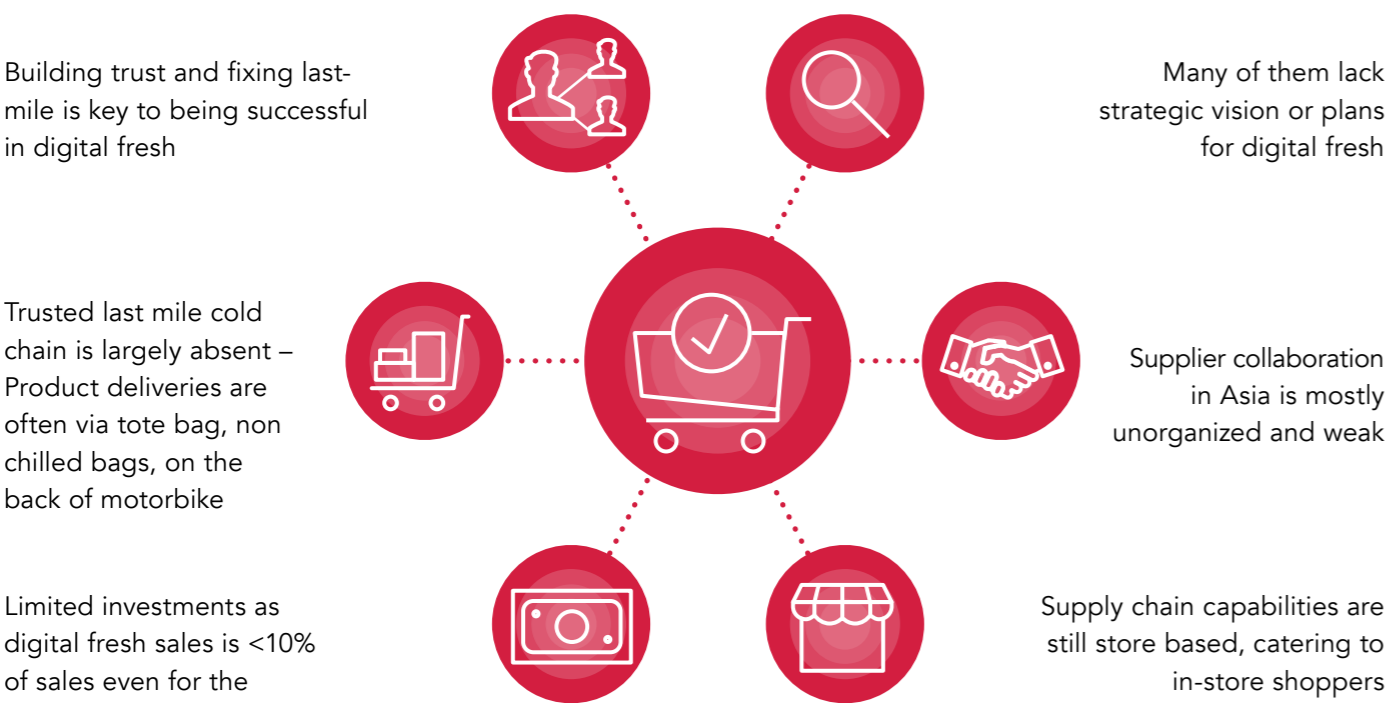 Building trust and fixing last-
mile is key to being successful
in digital fresh
Many of them lack
strategic vision or plans
for digital fresh
Trusted last mile cold
chain is largely absent –
Product deliveries are
often via tote bag, non
chilled bags, on the
back of motorbike
Supplier collaboration
in Asia is mostly
unorganized and weak
Limited investments as
digital fresh sales is <10%
of sales even for the
Supply chain capabilities are
still store based, catering to
in-store shoppers